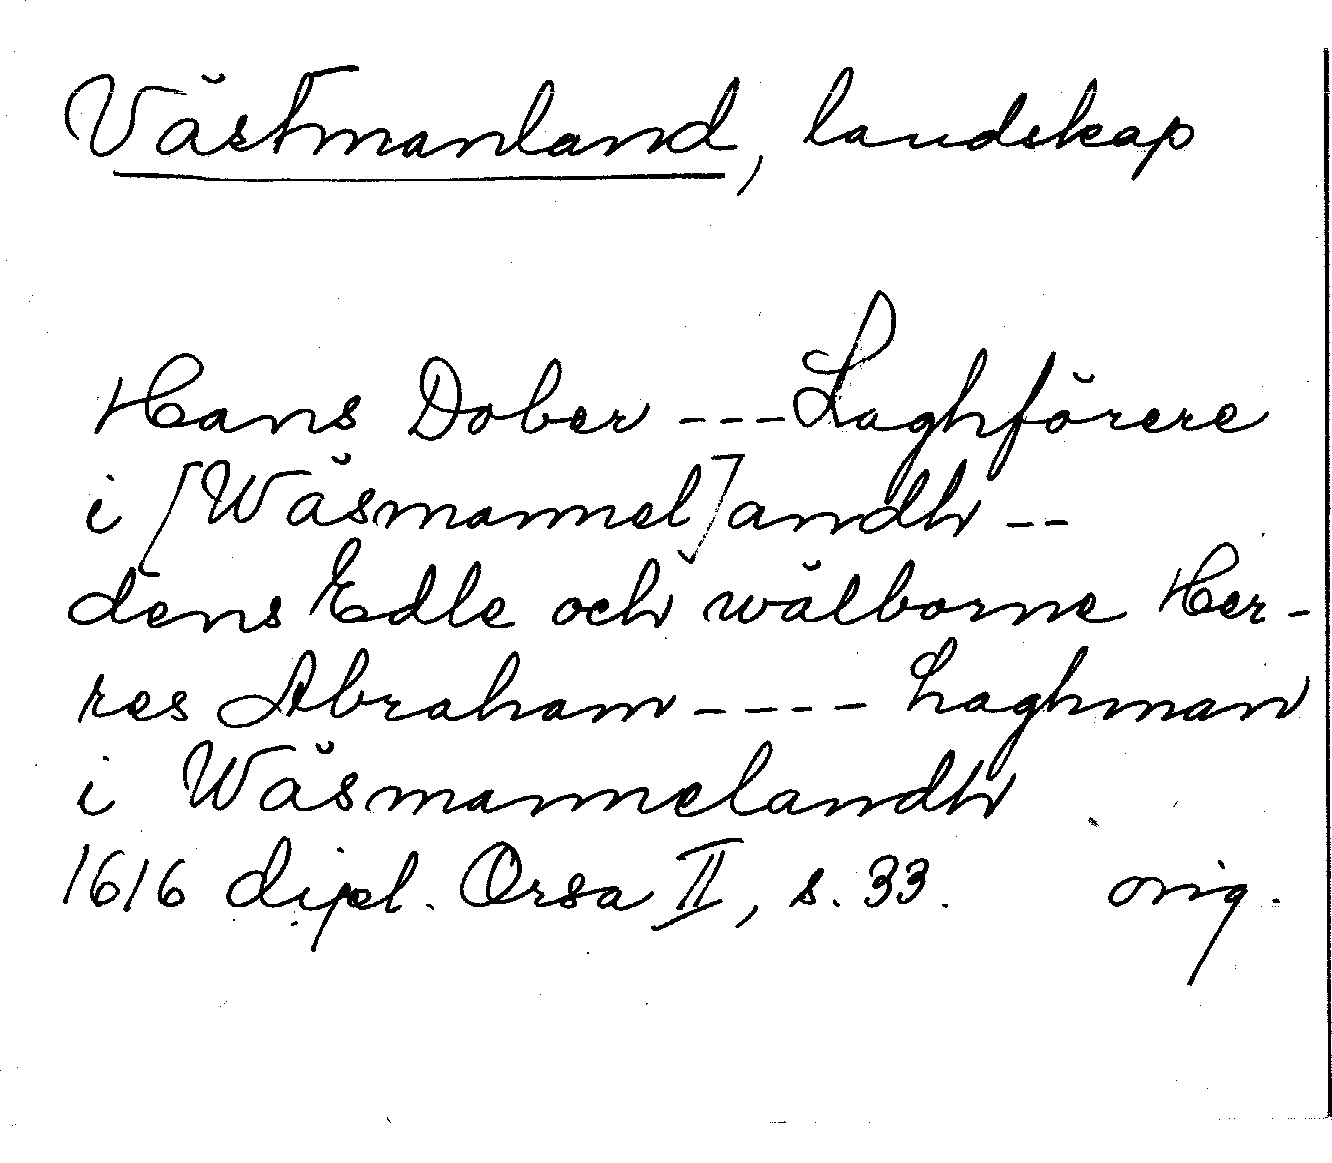 Västmanland, landskap
Hans Dober --- Laghförere
i [Wäsmannel]andh --
dens Edle och wälborne Her-
res Abraham ---- Laghman
i Wäsmannelandh
1616 dipl. Orsa II, s. 33. orig.